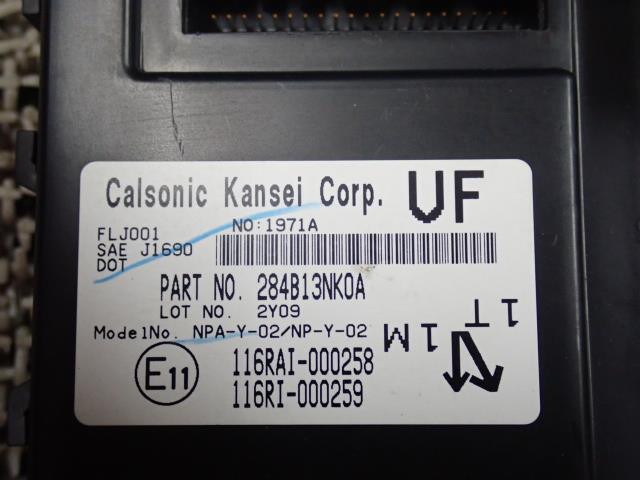 Calsonic Kansei Corp. VF
FLJ001 NO:1971A
SAE J1690
DOT
PART NO. 284B13NK0A
LOT NO. 2Y09
ModelNo. NPA-Y-02/NP-Y-02
1M 1T
E11 116RAI-000258
116RI-000259